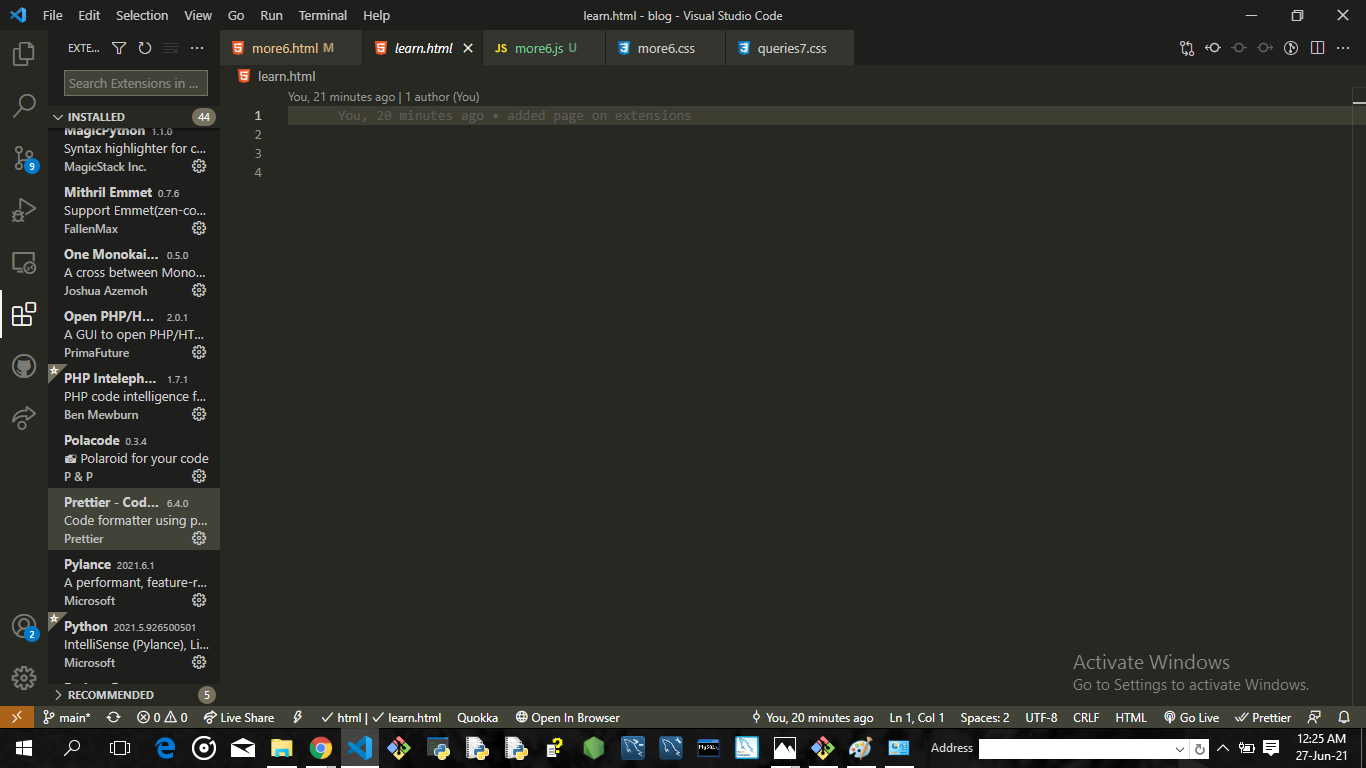 File Edit Selection View Go Run Terminal Help learn.html - blog - Visual Studio Code
EXTE...
Search Extensions in ...
INSTALLED 44
MagicPython 1.1.0
Syntax highlighter for c...
MagicStack Inc.
Mithril Emmet 0.7.6
Support Emmet(zen-co...
FallenMax
One Monokai... 0.5.0
A cross between Mono...
Joshua Azemoh
Open PHP/H... 2.0.1
A GUI to open PHP/HT...
PrimaFuture
PHP Inteleph... 1.7.1
PHP code intelligence f...
Ben Mewburn
Polacode 0.3.4
📸 Polaroid for your code
P & P
Prettier - Cod... 6.4.0
Code formatter using p...
Prettier
Pylance 2021.6.1
A performant, feature-r...
Microsoft
Python 2021.5.926500501
IntelliSense (Pylance), Li...
Microsoft
RECOMMENDED 5
9
2
more6.html M learn.html JS more6.js U more6.css queries7.css
learn.html
You, 21 minutes ago | 1 author (You)
1 You, 20 minutes ago • added page on extensions
2
3
4
Activate Windows
Go to Settings to activate Windows.
main* 0 0 Live Share html | learn.html Quokka Open In Browser You, 20 minutes ago Ln 1, Col 1 Spaces: 2 UTF-8 CRLF HTML Go Live Prettier
MySQL Address 12:25 AM
27-Jun-21